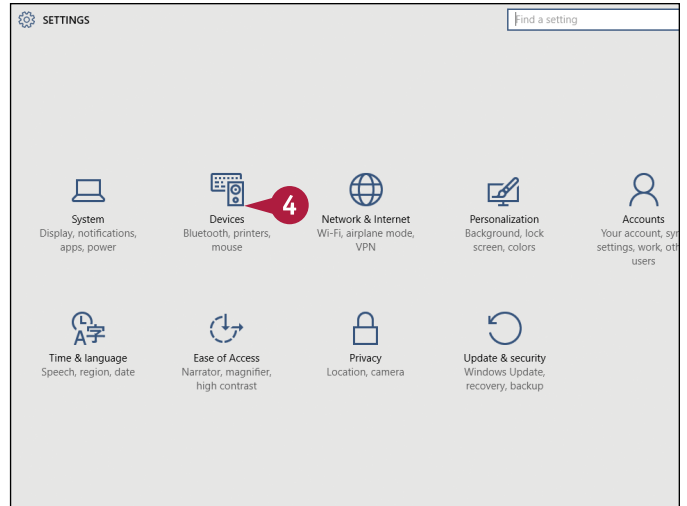 SETTINGS
Find a setting
System
Display, notifications,
apps, power
Devices
Bluetooth, printers,
mouse
4
Network & Internet
Wi-Fi, airplane mode,
VPN
Personalization
Background, lock
screen, colors
Accounts
Your account,
settings, work,
users
Time & language
Speech, region, date
Ease of Access
Narrator, magnifier,
high contrast
Privacy
Location, camera
Update & security
Windows Update,
recovery, backup
A字